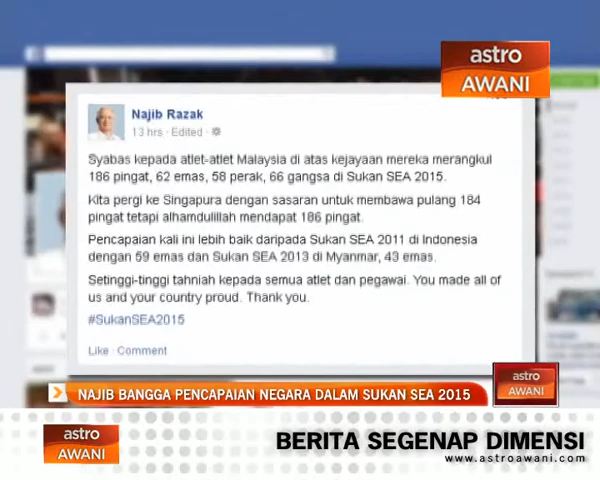 astro
AWANI
Najib Razak
13 hrs · Edited ·
Syabas kepada atlet-atlet Malaysia di atas kejayaan mereka merangkul
186 pingat, 62 emas, 58 perak, 66 gangsa di Sukan SEA 2015.
Kita pergi ke Singapura dengan sasaran untuk membawa pulang 184
pingat tetapi alhamdulillah mendapat 186 pingat.
Pencapaian kali ini lebih baik daripada Sukan SEA 2011 di Indonesia
dengan 59 emas dan Sukan SEA 2013 di Myanmar, 43 emas.
Setinggi-tinggi tahniah kepada semua atlet dan pegawai. You made all of
us and your country proud. Thank you.
#SukanSEA2015
Like · Comment
NAJIB BANGGA PENCAPAIAN NEGARA DALAM SUKAN SEA 2015
astro
AWANI
astro
AWANI
BERITA SEGENAP DIMENSI
www.astroawani.com